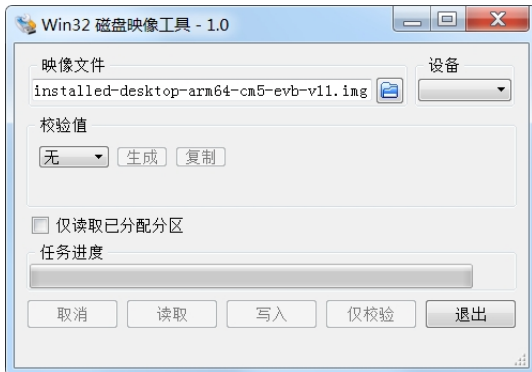 Win32 磁盘映像工具 - 1.0
映像文件
设备
installed-desktop-arm64-cm5-evb-v11.img
校验值
无 生成 复制
仅读取已分配分区
任务进度
取消 读取 写入 仅校验 退出